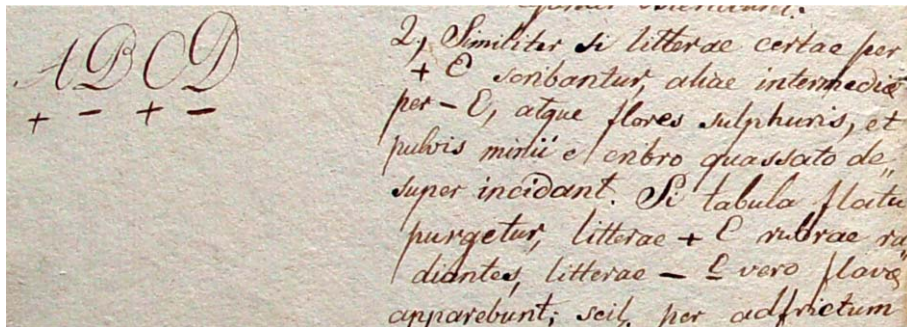 A B C D
+ - + -
2., Similiter si litterae certae per
+ E scribantur, aliae intermediae
per - E, atque flores sulphuris, et
pulvis minii e cribro quassato de„
super incidant. Si tabula flatu
purgetur, litterae + E rubrae ra„
diantes, litterae - E vero flavae
apparebunt; scil. per adfrictum